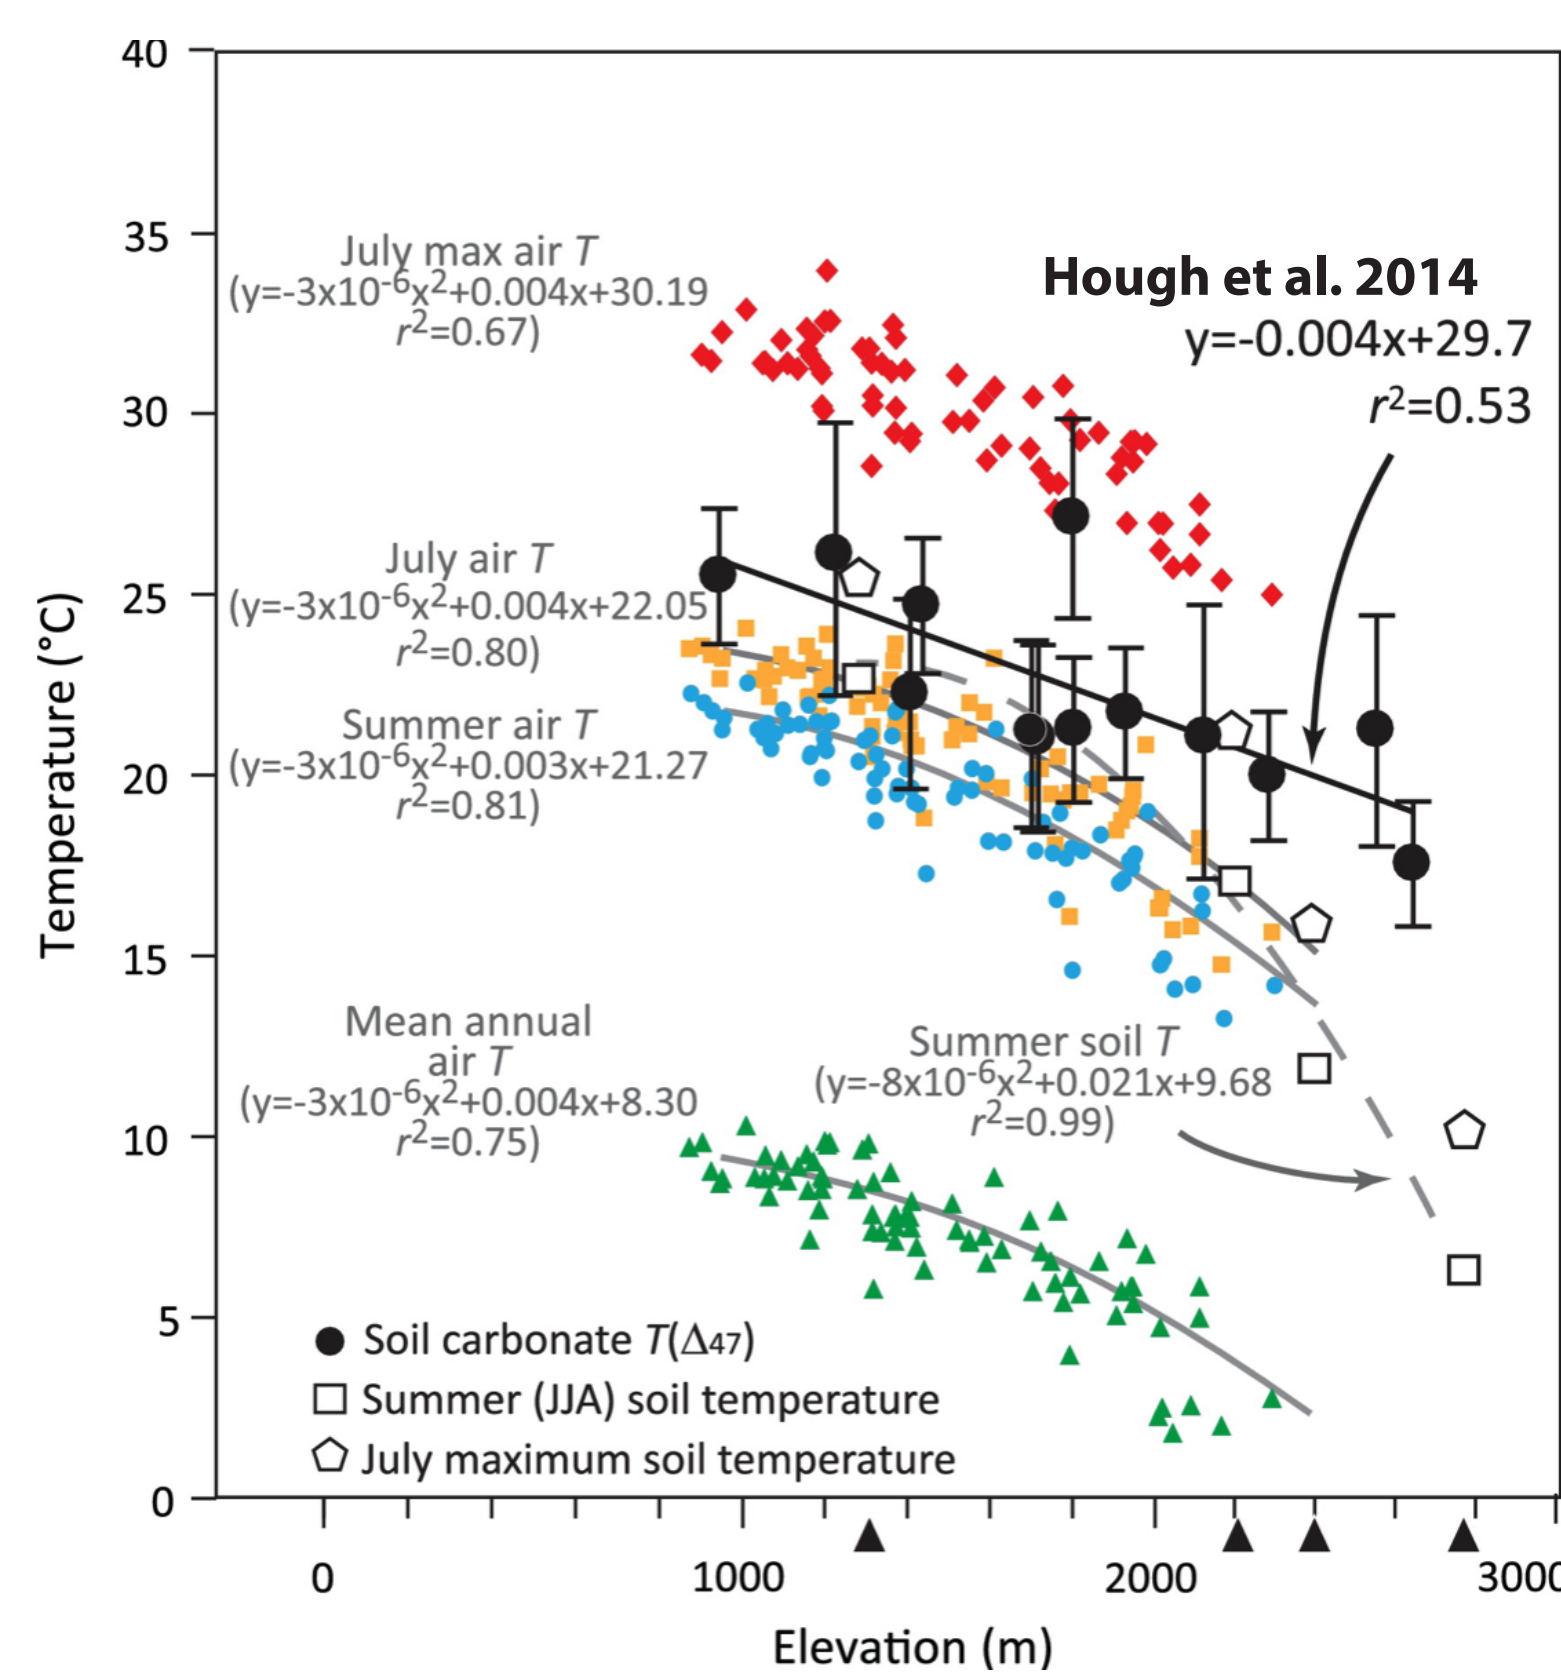 40
35
30
25
20
15
10
5
0
Temperature (°C)
July max air T
(y=-3x10⁻⁶x²+0.004x+30.19
r²=0.67)
Hough et al. 2014
y=-0.004x+29.7
r²=0.53
July air T
(y=-3x10⁻⁶x²+0.004x+22.05
r²=0.80)
Summer air T
(y=-3x10⁻⁶x²+0.003x+21.27
r²=0.81)
Mean annual
air T
(y=-3x10⁻⁶x²+0.004x+8.30
r²=0.75)
Summer soil T
(y=-8x10⁻⁶x²+0.021x+9.68
r²=0.99)
Soil carbonate T(Δ47)
Summer (JJA) soil temperature
July maximum soil temperature
0
1000
2000
3000
Elevation (m)